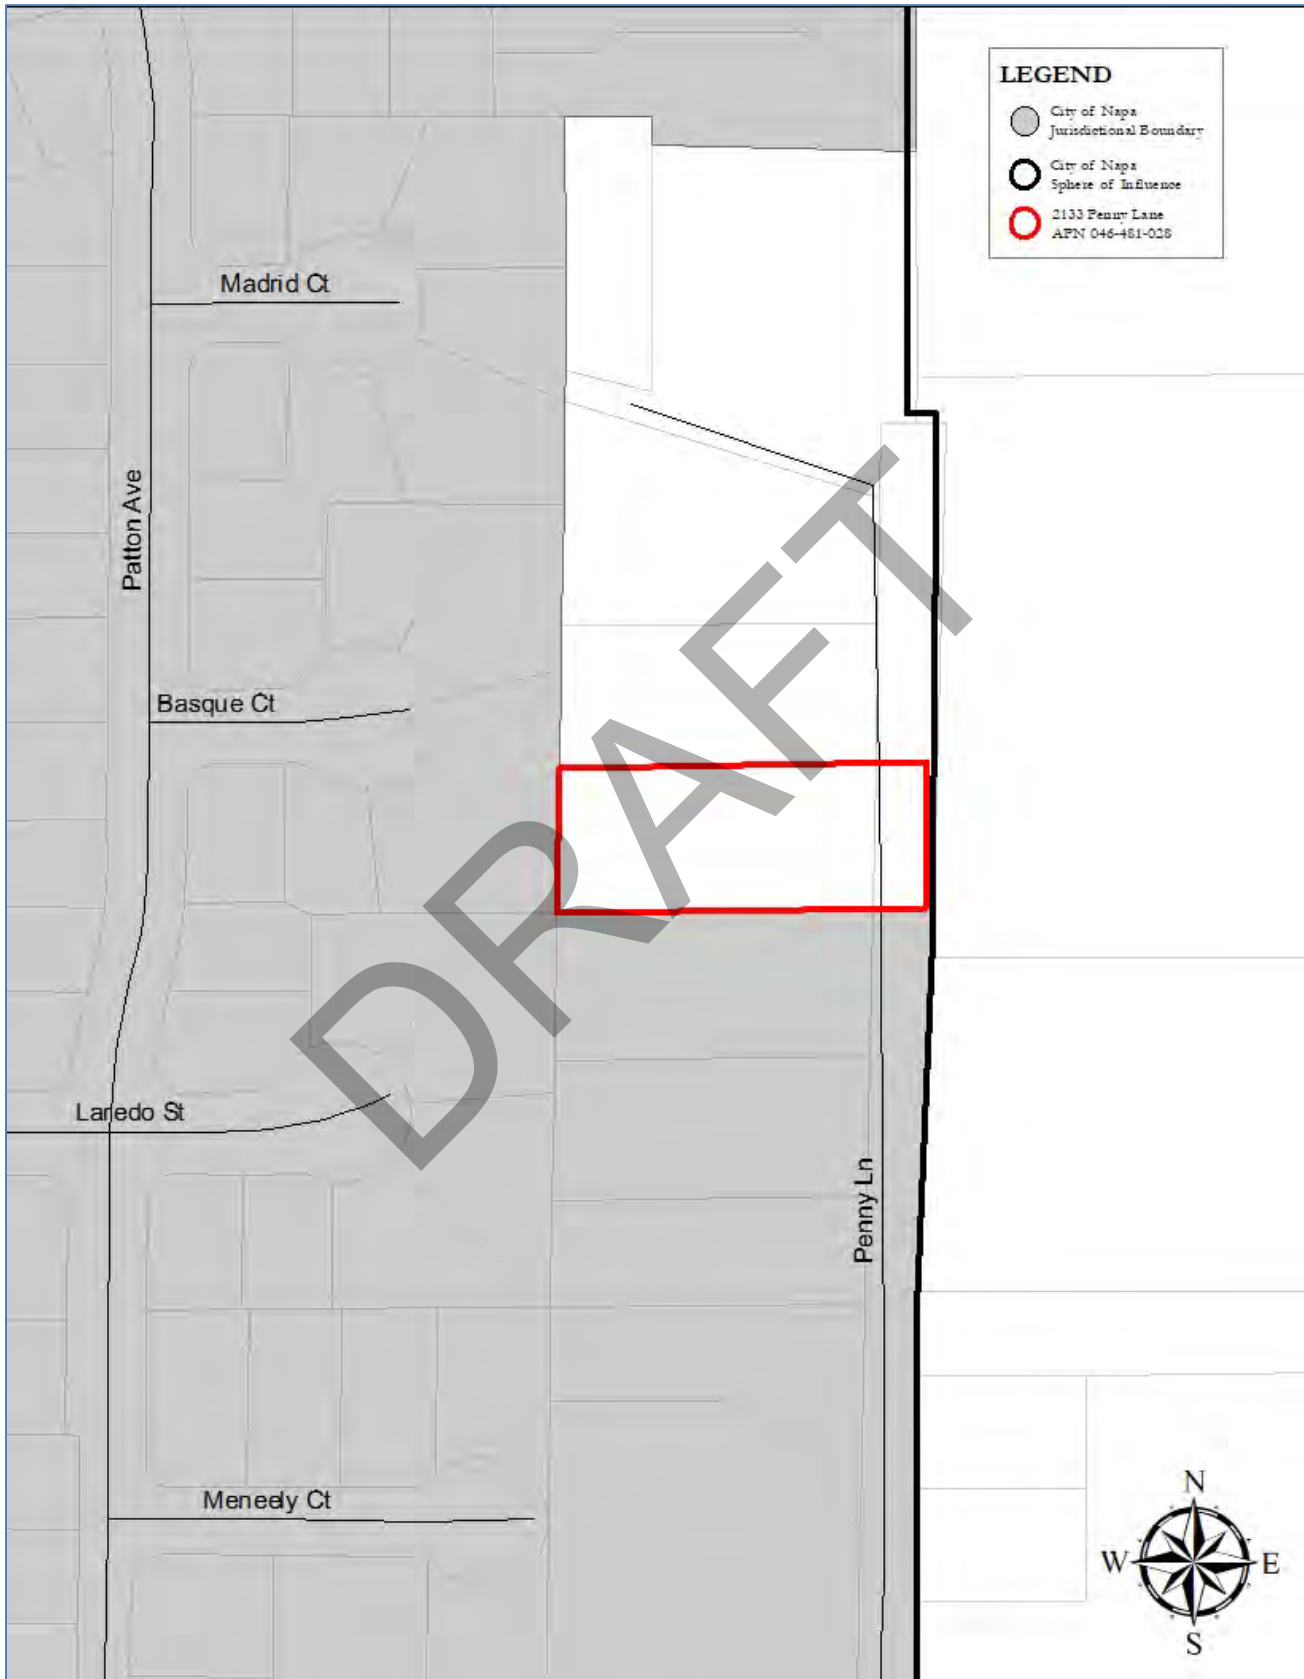 LEGEND
City of Napa
Jurisdictional Boundary
City of Napa
Sphere of Influence
2133 Penny Lane
APN 046-481-028
Madrid Ct
Patton Ave
Basque Ct
DRAFT
Laredo St
Penny Ln
Meneely Ct
N
W
E
S